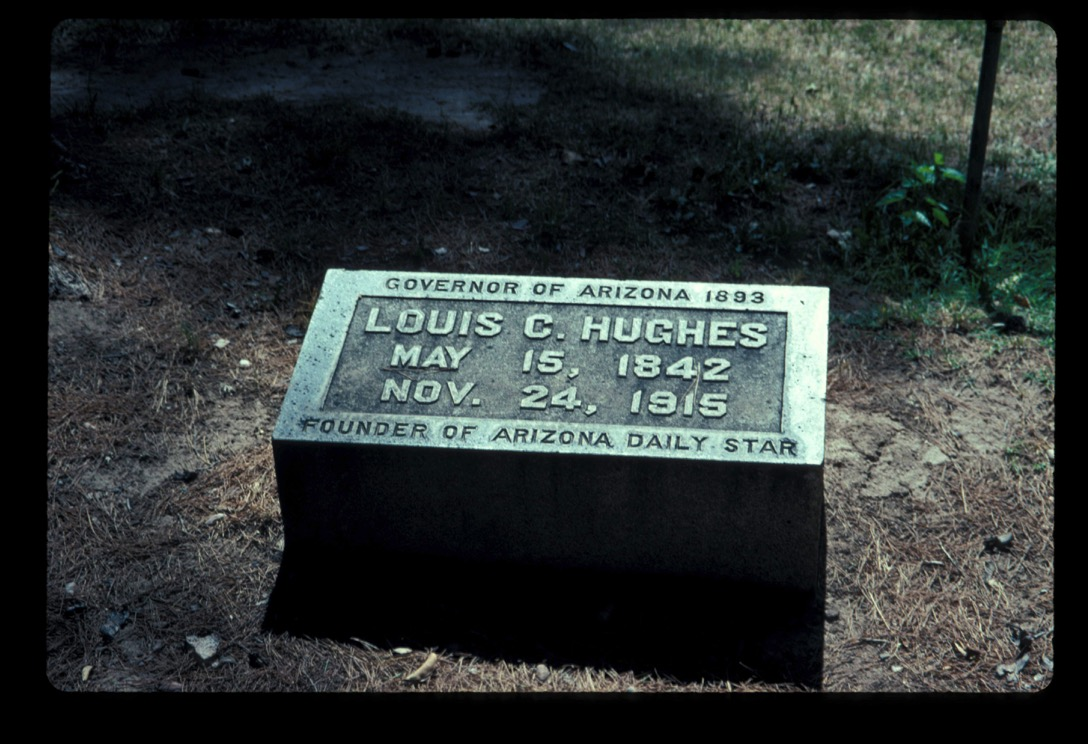 GOVERNOR OF ARIZONA 1893
LOUIS C. HUGHES
MAY 15, 1842
NOV. 24, 1915
FOUNDER OF ARIZONA DAILY STAR